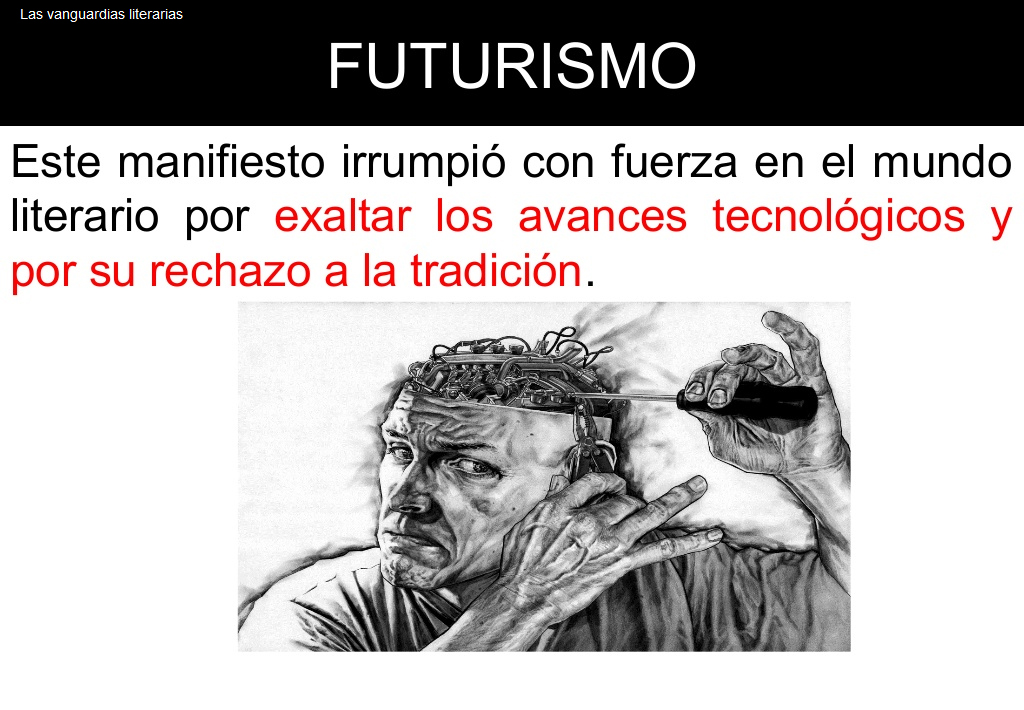 Las vanguardias literarias
FUTURISMO
Este manifiesto irrumpió con fuerza en el mundo
literario por exaltar los avances tecnológicos y
por su rechazo a la tradición.